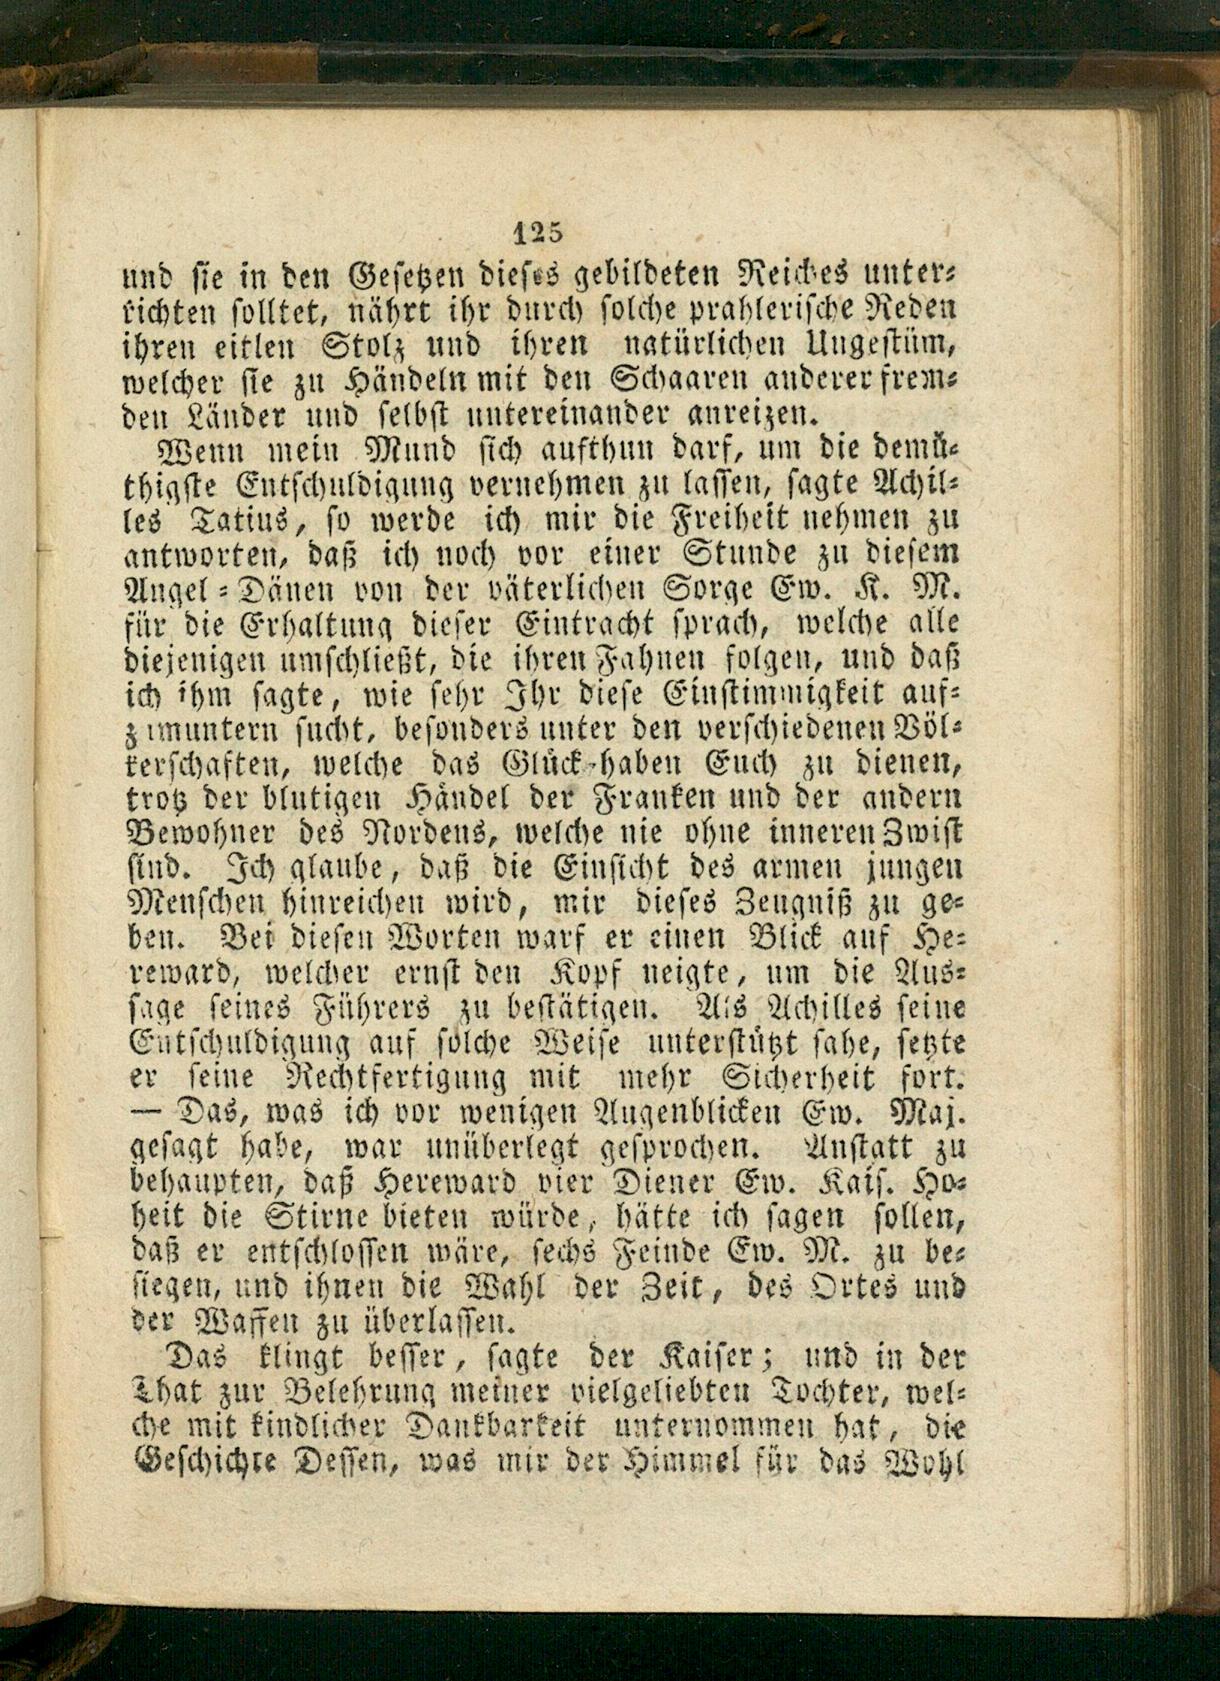 125
und sie in den Gesetzen dieses gebildeten Reiches unter-
richten solltet, nährt ihr durch solche prahlerische Reden
ihren eitlen Stolz und ihren natürlichen Ungestüm,
welcher sie zu Händeln mit den Schaaren anderer frem-
den Länder und selbst untereinander anreizen.
Wenn mein Mund sich aufthun darf, um die demü-
thigste Entschuldigung vernehmen zu lassen, sagte Achil-
les Tatius, so werde ich mir die Freiheit nehmen zu
antworten, daß ich noch vor einer Stunde zu diesem
Angel-Dänen von der väterlichen Sorge Ew. K. M.
für die Erhaltung dieser Eintracht sprach, welche alle
diejenigen umschließt, die ihren Fahnen folgen, und daß
ich ihm sagte, wie sehr Ihr diese Einstimmigkeit auf-
zumuntern sucht, besonders unter den verschiedenen Völ-
kerschaften, welche das Glück haben Euch zu dienen,
trotz der blutigen Händel der Franken und der andern
Bewohner des Nordens, welche nie ohne inneren Zwist
sind. Ich glaube, daß die Einsicht des armen jungen
Menschen hinreichen wird, mir dieses Zeugniß zu ge-
ben. Bei diesen Worten warf er einen Blick auf He-
reward, welcher ernst den Kopf neigte, um die Aus-
sage seines Führers zu bestätigen. Als Achilles seine
Entschuldigung auf solche Weise unterstützt sahe, setzte
er seine Rechtfertigung mit mehr Sicherheit fort.
— Das, was ich vor wenigen Augenblicken Ew. Maj.
gesagt habe, war unüberlegt gesprochen. Anstatt zu
behaupten, daß Hereward vier Diener Ew. Kais. Ho-
heit die Stirne bieten würde, hätte ich sagen sollen,
daß er entschlossen wäre, sechs Feinde Ew. M. zu be-
siegen, und ihnen die Wahl der Zeit, des Ortes und
der Waffen zu überlassen.
Das klingt besser, sagte der Kaiser; und in der
That zur Belehrung meiner vielgeliebten Tochter, wel-
che mit kindlicher Dankbarkeit unternommen hat, die
Geschichte Dessen, was mir der Himmel für das Wohl